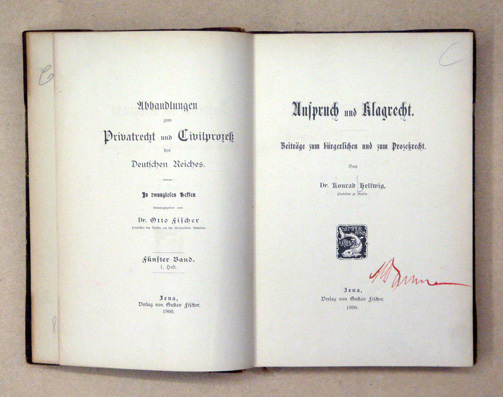 Abhandlungen
zum
Privatrecht und Civilprozeß
des
Deutschen Reiches.
In zwanglosen Heften
herausgegeben von
Dr. Otto Fischer
Fünfter Band.
1. Heft.
Jena,
Verlag von Gustav Fischer.
1900.
Anspruch und Klagrecht.
Beiträge zum bürgerlichen und zum Prozeßrecht.
Von
Dr. Konrad Hellwig,
Jena,
Verlag von Gustav Fischer.
1900.